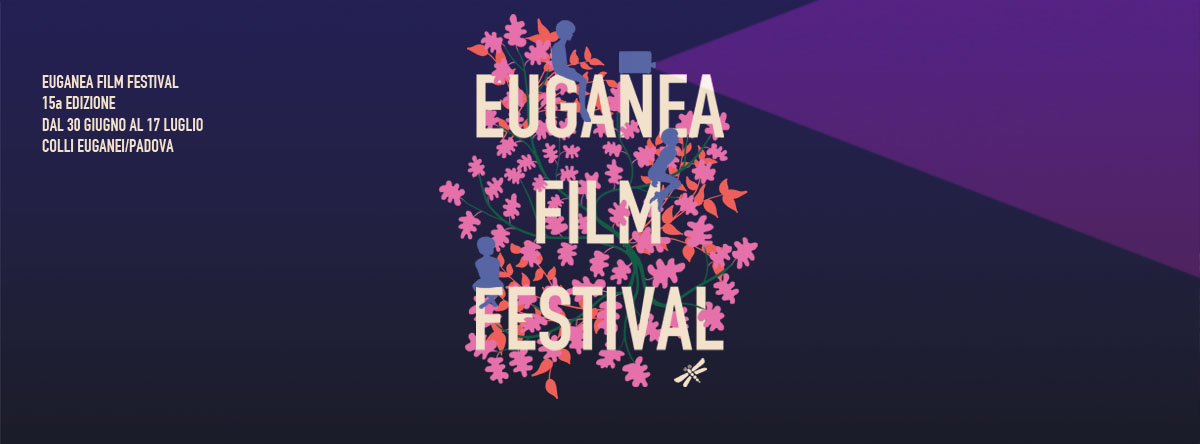 EUGANEA FILM FESTIVAL
15a EDIZIONE
DAL 30 GIUGNO AL 17 LUGLIO
COLLI EUGANEI/PADOVA
EUGANEA
FILM
FESTIVAL